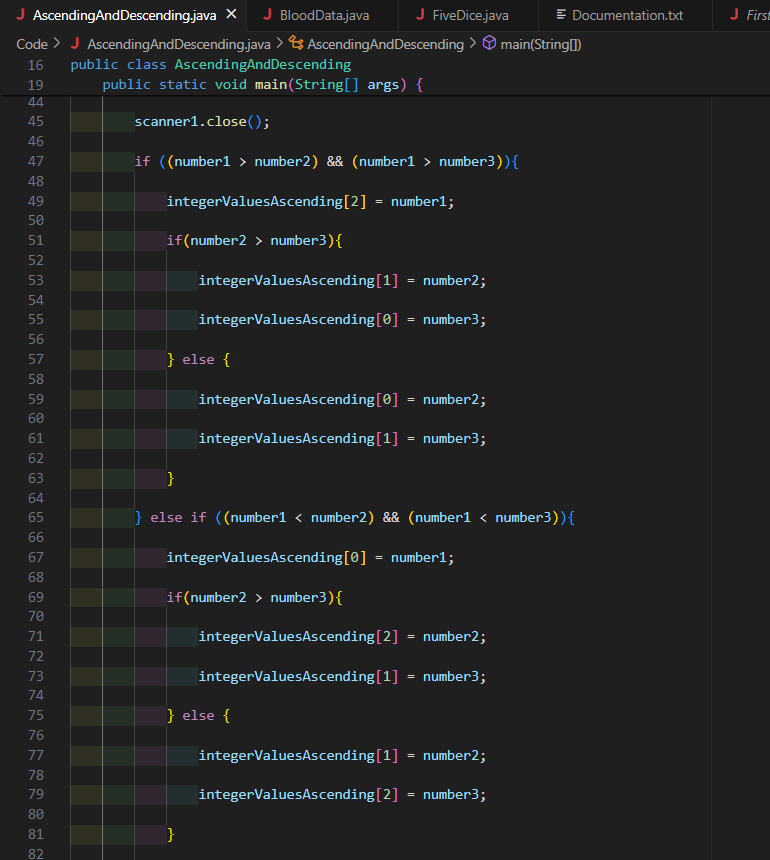 AscendingAndDescending.java × J BloodData.java J FiveDice.java Documentation.txt J First
Code > J AscendingAndDescending.java > AscendingAndDescending > main(String[])
16 public class AscendingAndDescending
19 public static void main(String[] args) {
44
45 scanner1.close();
46
47 if ((number1 > number2) && (number1 > number3)){
48
49 integerValuesAscending[2] = number1;
50
51 if(number2 > number3){
52
53 integerValuesAscending[1] = number2;
54
55 integerValuesAscending[0] = number3;
56
57 } else {
58
59 integerValuesAscending[0] = number2;
60
61 integerValuesAscending[1] = number3;
62
63 }
64
65 } else if ((number1 < number2) && (number1 < number3)){
66
67 integerValuesAscending[0] = number1;
68
69 if(number2 > number3){
70
71 integerValuesAscending[2] = number2;
72
73 integerValuesAscending[1] = number3;
74
75 } else {
76
77 integerValuesAscending[1] = number2;
78
79 integerValuesAscending[2] = number3;
80
81 }
82